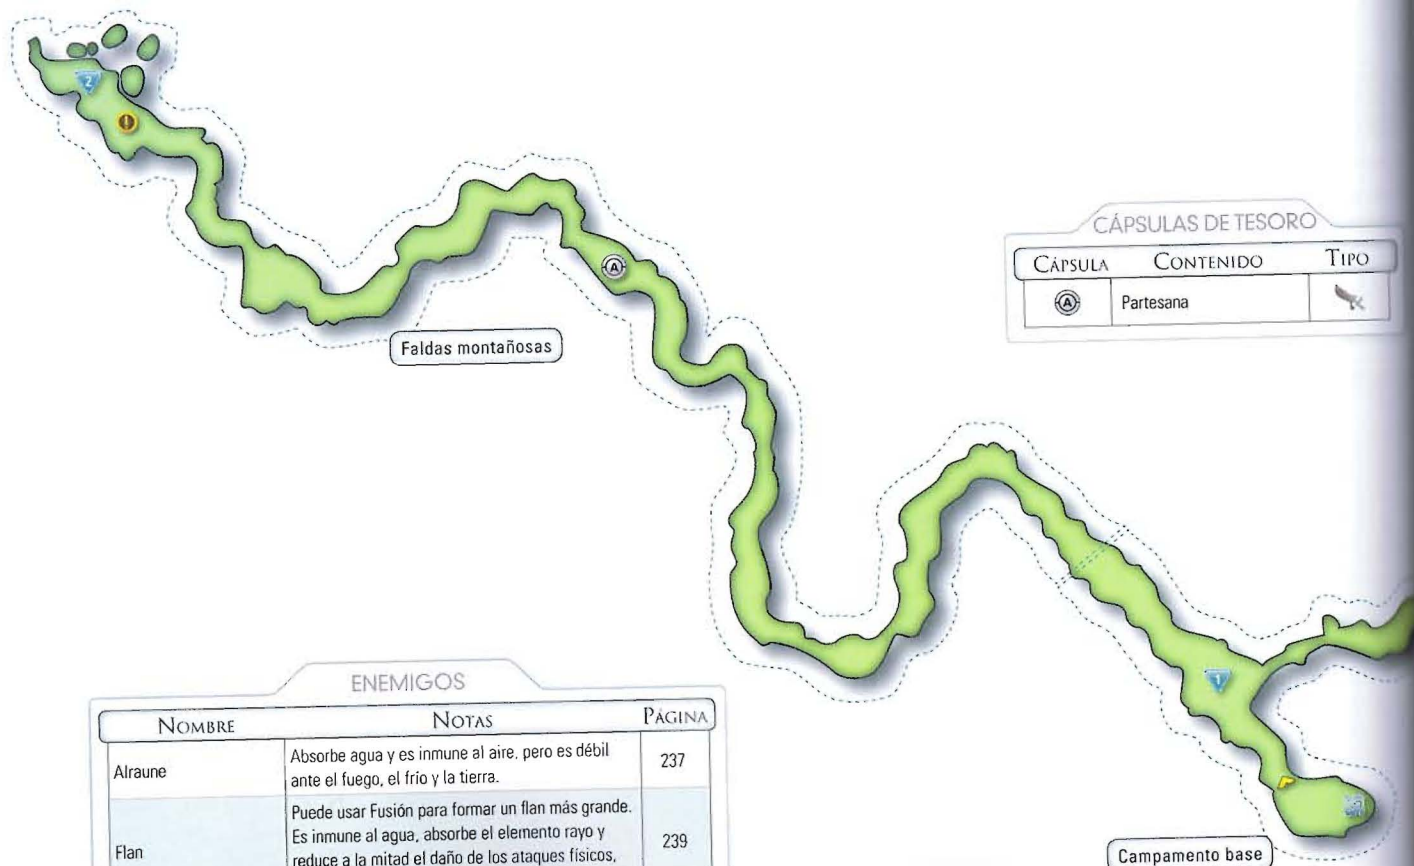 2
!
A
Faldas montañosas
CÁPSULAS DE TESORO
CÁPSULA CONTENIDO TIPO
A Partesana
1
Campamento base
ENEMIGOS
NOMBRE NOTAS PÁGINA
Alraune Absorbe agua y es inmune al aire, pero es débil 237
ante el fuego, el frío y la tierra.
Puede usar Fusión para formar un flan más grande.
Es inmune al agua, absorbe el elemento rayo y
Flan 239
reduce a la mitad el daño de los ataques físicos,